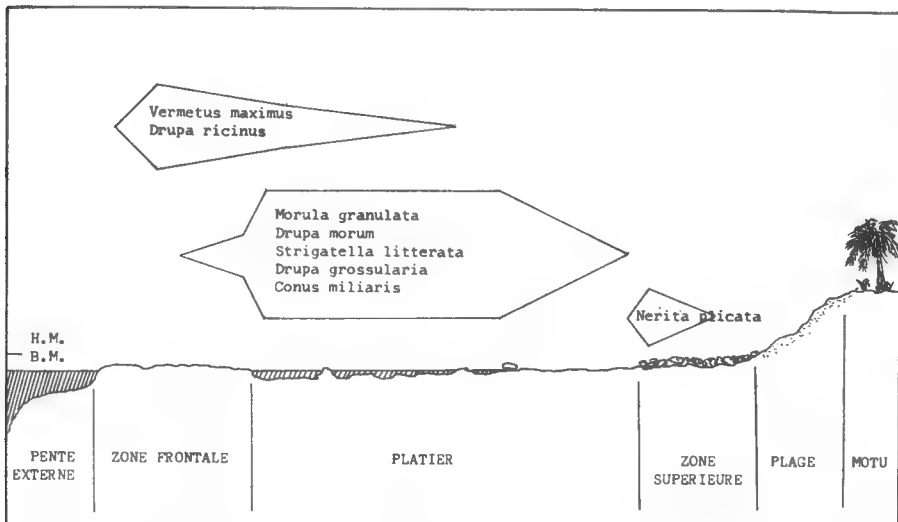 Vermetus maximus
Drupa ricinus
Morula granulata
Drupa morum
Strigatella litterata
Drupa grossularia
Conus miliaris
Nerita plicata
H.M.
B.M.
PENTE EXTERNE
ZONE FRONTALE
PLATIER
ZONE SUPERIEURE
PLAGE
MOTU